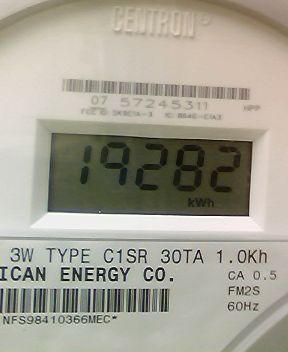 CENTRON®
07 57245311 HPP
19282
kWh
3W TYPE C1SR 30TA 1.0Kh
ICAN ENERGY CO. CA 0.5
FM2S
60Hz
NFS98410366MEC*